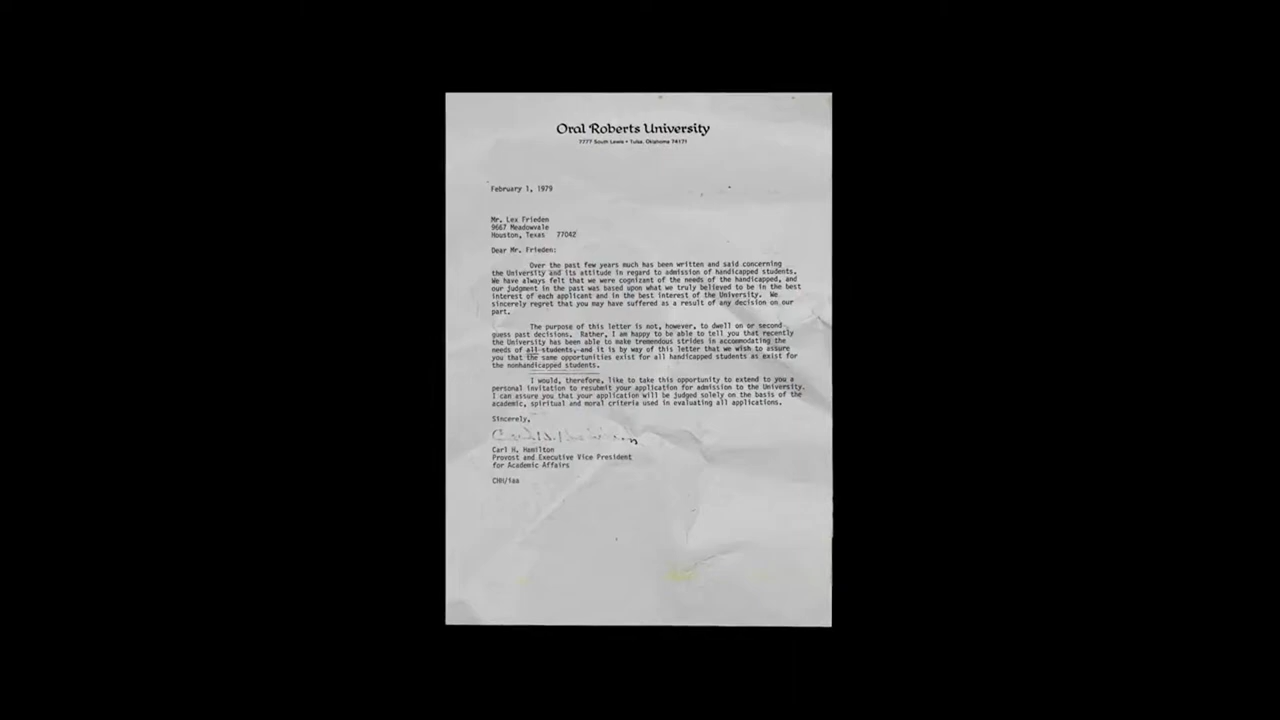 Oral Roberts University
7777 South Lewis • Tulsa, Oklahoma 74171
February 1, 1979
Mr. Lex Frieden
9667 Meadowvale
Houston, Texas 77042
Dear Mr. Frieden:
Over the past few years much has been written and said concerning
the University and its attitude in regard to admission of handicapped students.
We have always felt that we were cognizant of the needs of the handicapped, and
our judgment in the past was based upon what we truly believed to be in the best
interest of each applicant and in the best interest of the University. We
sincerely regret that you may have suffered as a result of any decision on our
part.
The purpose of this letter is not, however, to dwell on or second
guess past decisions. Rather, I am happy to be able to tell you that recently
the University has been able to make tremendous strides in accommodating the
needs of all students, and it is by way of this letter that we wish to assure
you that the same opportunities exist for all handicapped students as exist for
the nonhandicapped students.
I would, therefore, like to take this opportunity to extend to you a
personal invitation to resubmit your application for admission to the University.
I can assure you that your application will be judged solely on the basis of the
academic, spiritual and moral criteria used in evaluating all applications.
Sincerely,
Carl H. Hamilton
Provost and Executive Vice President
for Academic Affairs
CHH/iaa